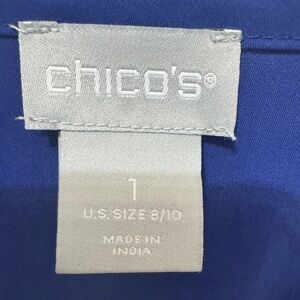 chico's®
1
U.S. SIZE 8/10
MADE IN
INDIA